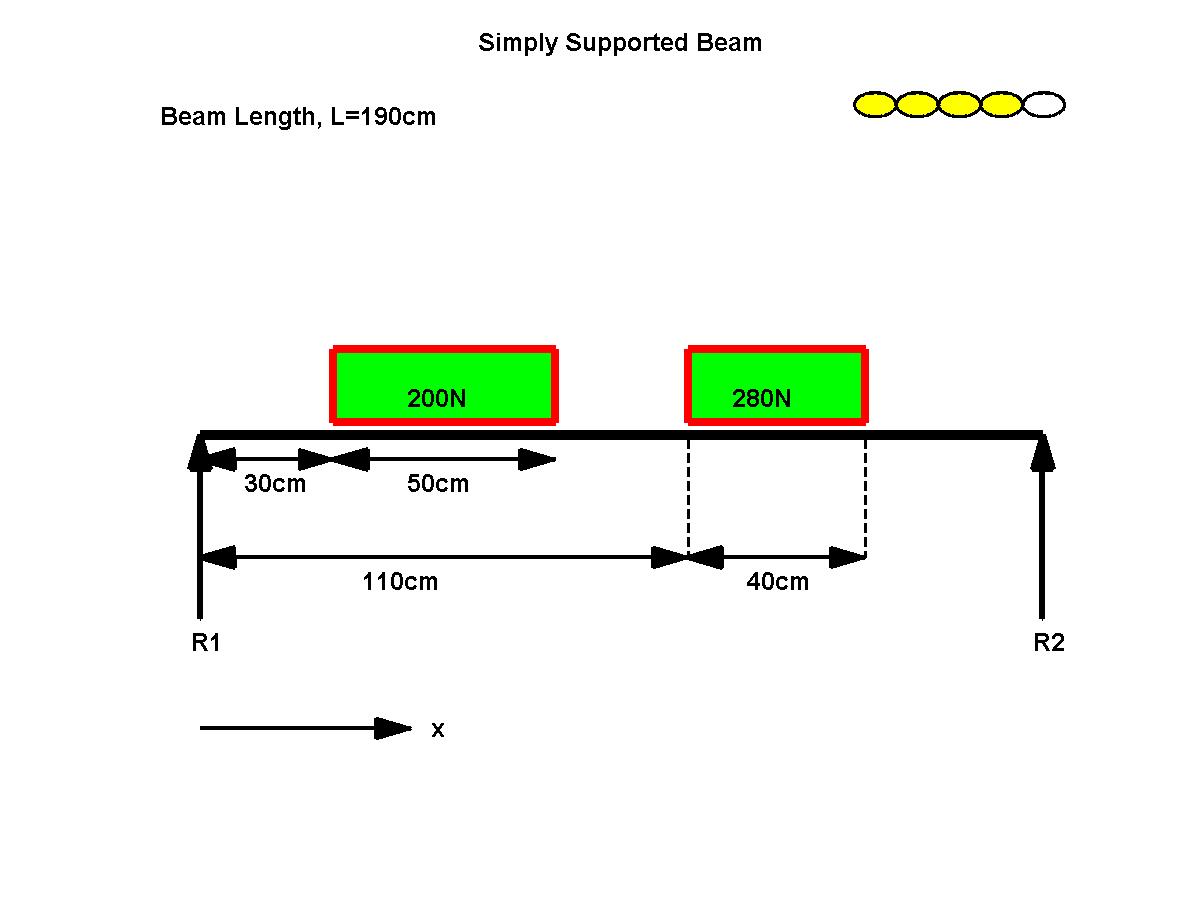 Simply Supported Beam
Beam Length, L=190cm
200N
280N
30cm
50cm
110cm
40cm
R1
R2
x